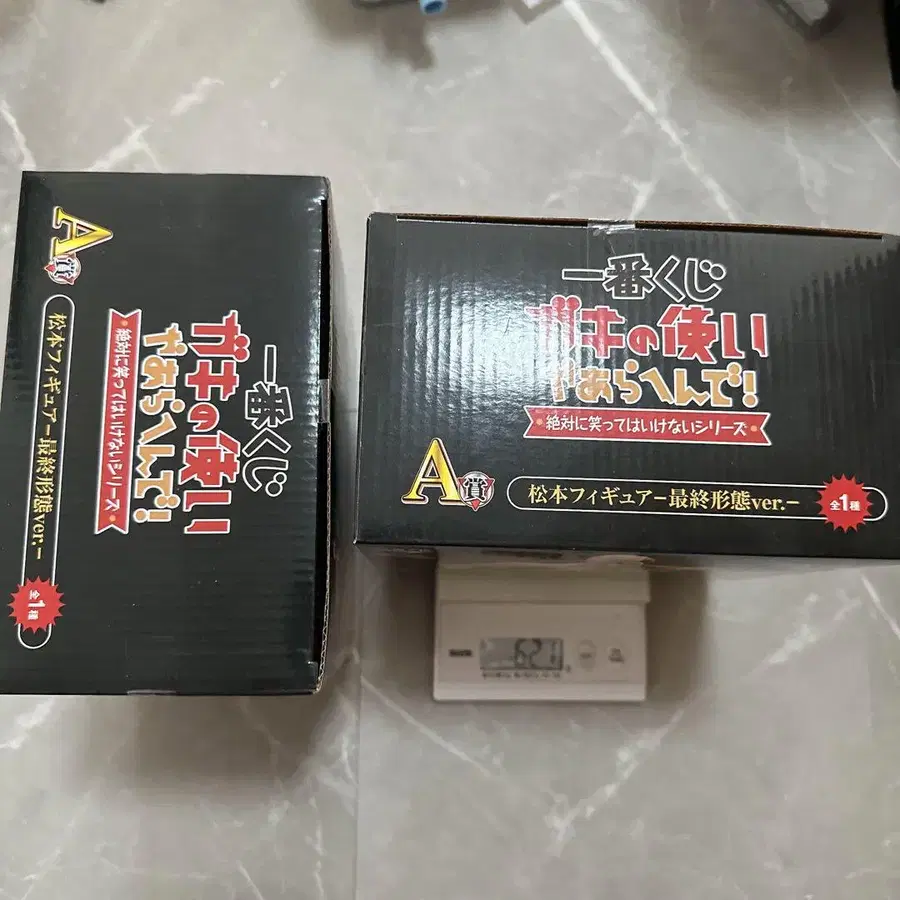 A賞
松本フィギュアー最終形態ver.ー
全1種
一番くじ
ガキの使い
やあらへんで!
絶対に笑ってはいけないシリーズ
一番くじ
ガキの使い
やあらへんで!
絶対に笑ってはいけないシリーズ
A賞
松本フィギュアー最終形態ver.ー
全1種
621